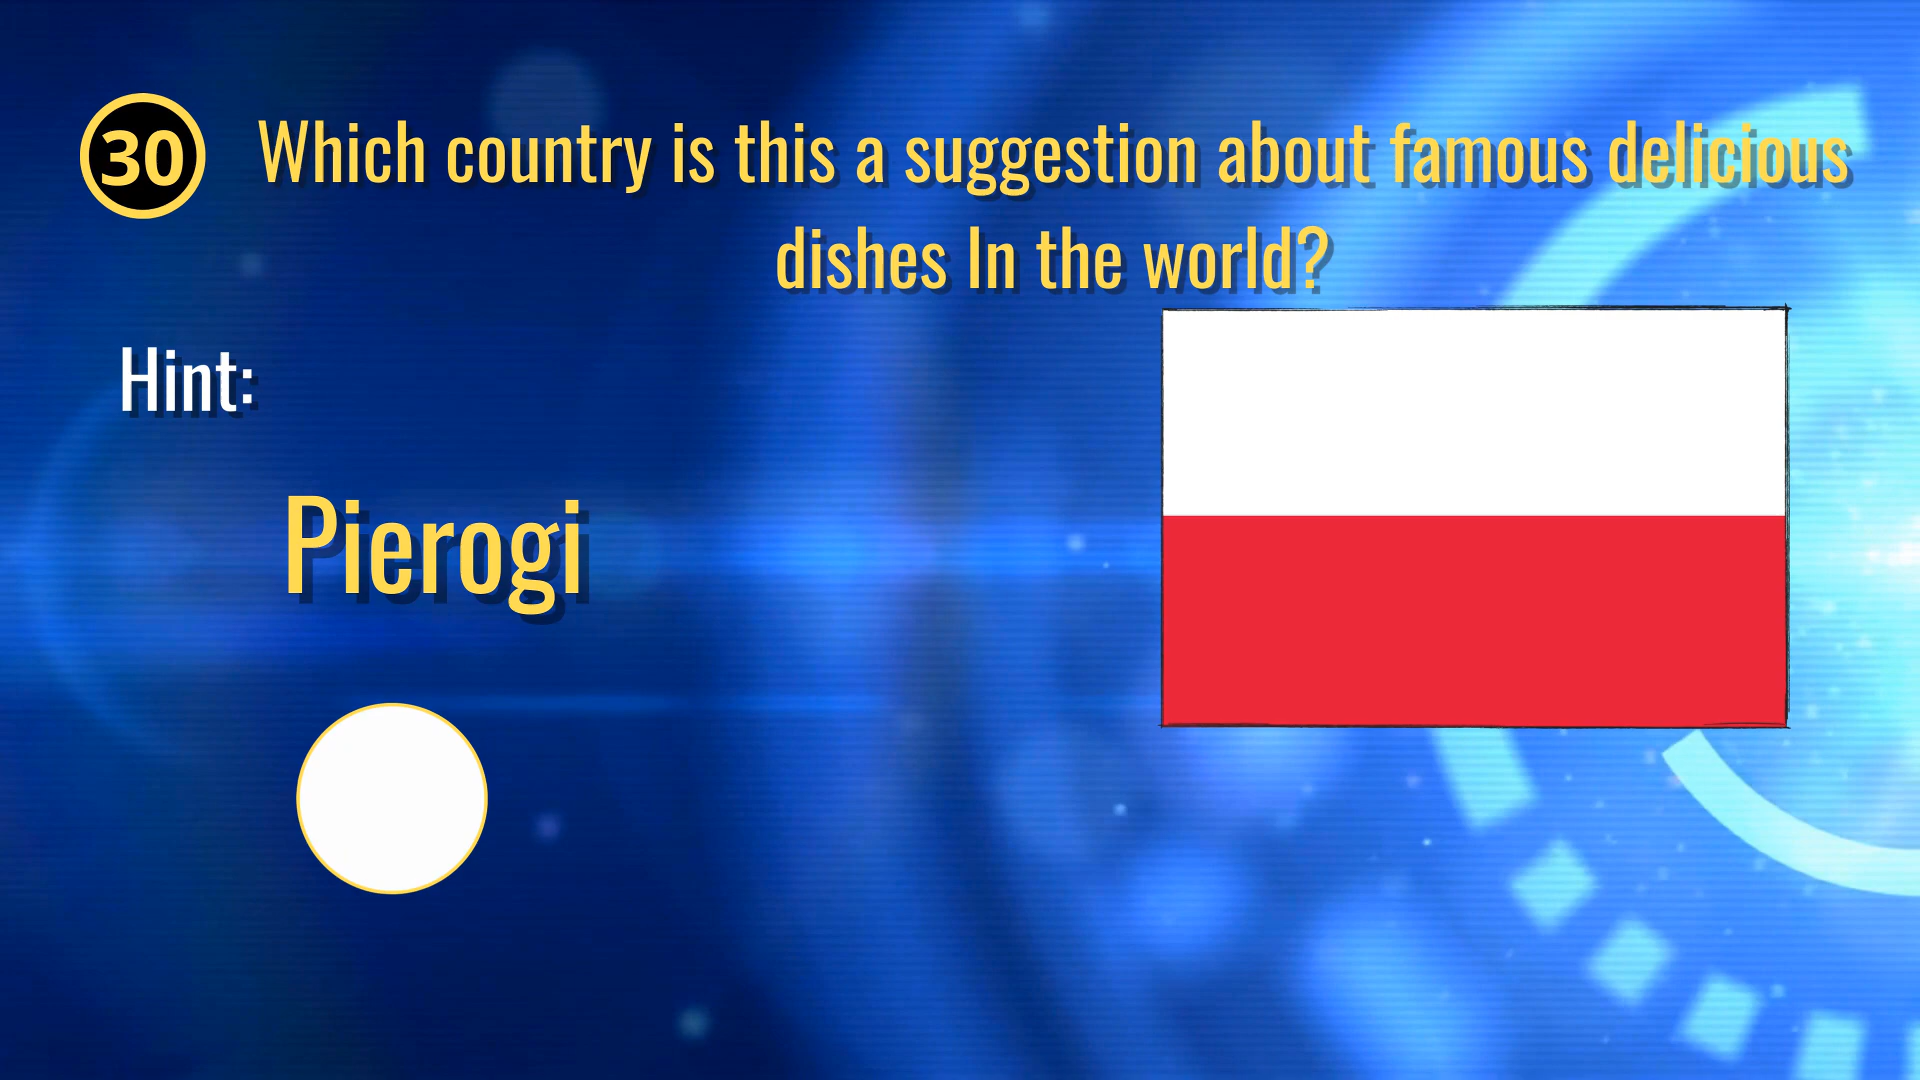 30
Which country is this a suggestion about famous delicious
dishes In the world?
Hint:
Pierogi